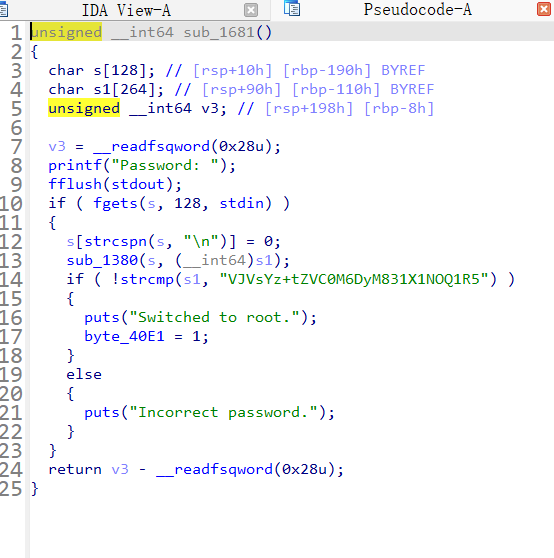 IDA View-A
Pseudocode-A
1 unsigned __int64 sub_1681()
2 {
3 char s[128]; // [rsp+10h] [rbp-190h] BYREF
4 char s1[264]; // [rsp+90h] [rbp-110h] BYREF
5 unsigned __int64 v3; // [rsp+198h] [rbp-8h]
6
7 v3 = __readfsqword(0x28u);
8 printf("Password: ");
9 fflush(stdout);
10 if ( fgets(s, 128, stdin) )
11 {
12 s[strcspn(s, "\n")] = 0;
13 sub_1380(s, (__int64)s1);
14 if ( !strcmp(s1, "VJVsYz+tZVC0M6DyM831X1NOQ1R5") )
15 {
16 puts("Switched to root.");
17 byte_40E1 = 1;
18 }
19 else
20 {
21 puts("Incorrect password.");
22 }
23 }
24 return v3 - __readfsqword(0x28u);
25 }